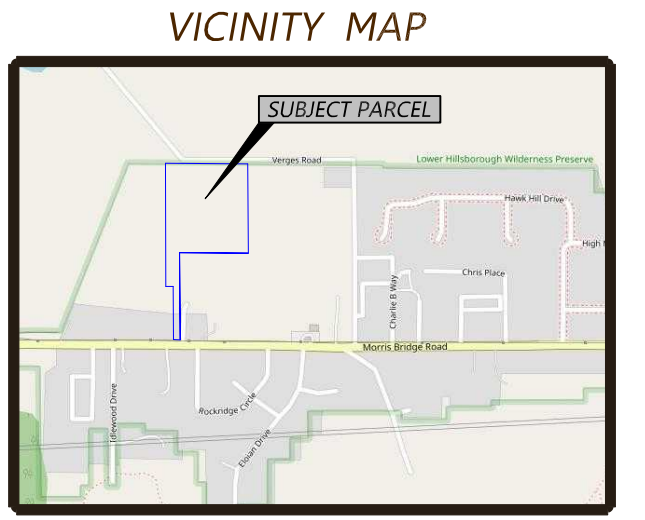 VICINITY MAP
SUBJECT PARCEL
Verges Road
Lower Hillsborough Wilderness Preserve
Hawk Hill Drive
High
Chris Place
Charlie B Way
Morris Bridge Road
Idlewood Drive
Rockridge Circle
Eloian Drive